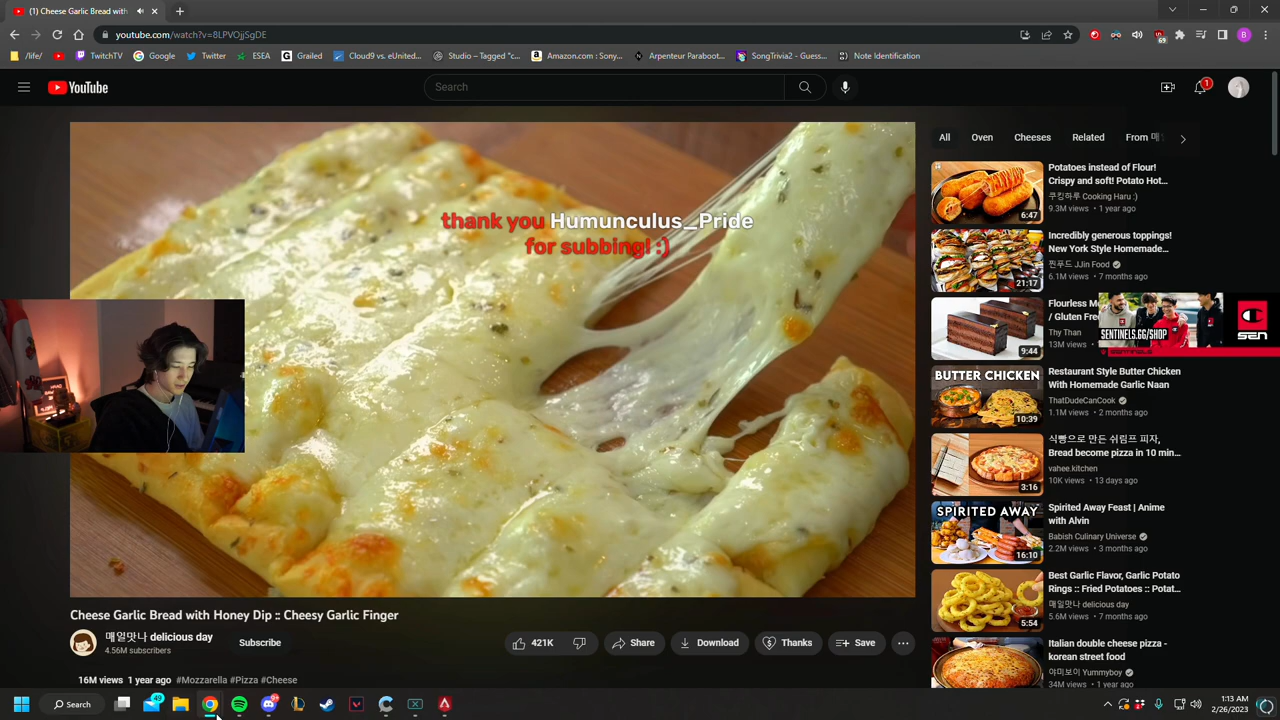 (1) Cheese Garlic Bread with
youtube.com/watch?v=8LPVOjjSgDE
/life/
TwitchTV
Google
Twitter
ESEA
Grailed
Cloud9 vs. eUnited...
Studio – Tagged "c...
Amazon.com : Sony...
Arpenteur Paraboot...
SongTrivia2 - Guess...
Note Identification
YouTube
Search
1
All
Oven
Cheeses
Related
From 매일
thank you Humunculus_Pride
for subbing! :)
Potatoes instead of Flour!
Crispy and soft! Potato Hot...
쿠킹하루 Cooking Haru :)
9.3M views • 1 year ago
6:47
Incredibly generous toppings!
New York Style Homemade...
찐푸드 JJin Food
6.1M views • 7 months ago
21:17
Flourless
/ Gluten Fre
Thy Than
13M views
9:44
SENTINELS.GG/SHOP
SEN
SENTINELS
BUTTER CHICKEN
Restaurant Style Butter Chicken
With Homemade Garlic Naan
ThatDudeCanCook
1.1M views • 2 months ago
10:39
식빵으로 만든 쉬림프 피자,
Bread become pizza in 10 min...
vahee.kitchen
10K views • 13 days ago
3:16
SPIRITED AWAY
Spirited Away Feast | Anime
with Alvin
Babish Culinary Universe
2.2M views • 3 months ago
16:10
Best Garlic Flavor, Garlic Potato
Rings :: Fried Potatoes :: Potat...
매일맛나 delicious day
5.6M views • 7 months ago
5:54
Italian double cheese pizza -
korean street food
야미보이 Yummyboy
34M views • 1 year ago
Cheese Garlic Bread with Honey Dip :: Cheesy Garlic Finger
매일맛나 delicious day
4.56M subscribers
Subscribe
421K
Share
Download
Thanks
Save
16M views 1 year ago #Mozzarella #Pizza #Cheese
Search
49
1:13 AM
2/26/2023